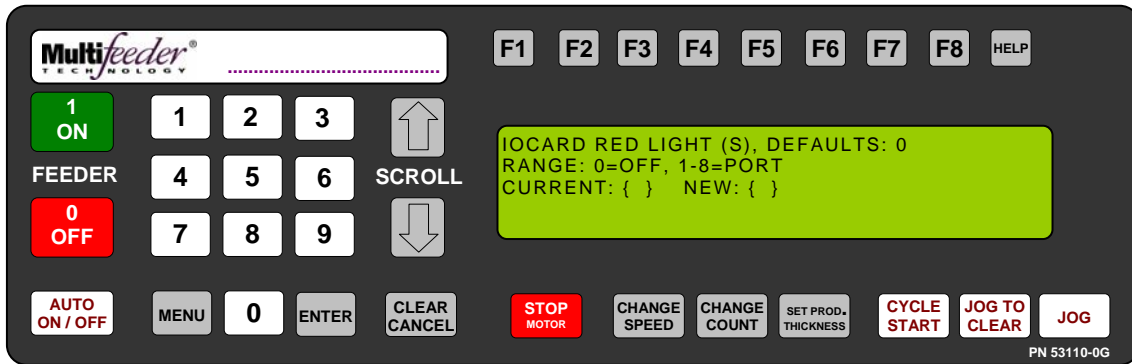 Multifeeder®
TECHNOLOGY
F1 F2 F3 F4 F5 F6 F7 F8 HELP
1
ON
FEEDER
0
OFF
1 2 3
4 5 6
7 8 9
SCROLL
IOCARD RED LIGHT (S), DEFAULTS: 0
RANGE: 0=OFF, 1-8=PORT
CURRENT: { } NEW: { }
AUTO
ON / OFF
MENU
0
ENTER
CLEAR
CANCEL
STOP
MOTOR
CHANGE
SPEED
CHANGE
COUNT
SET PROD.
THICKNESS
CYCLE
START
JOG TO
CLEAR
JOG
PN 53110-0G